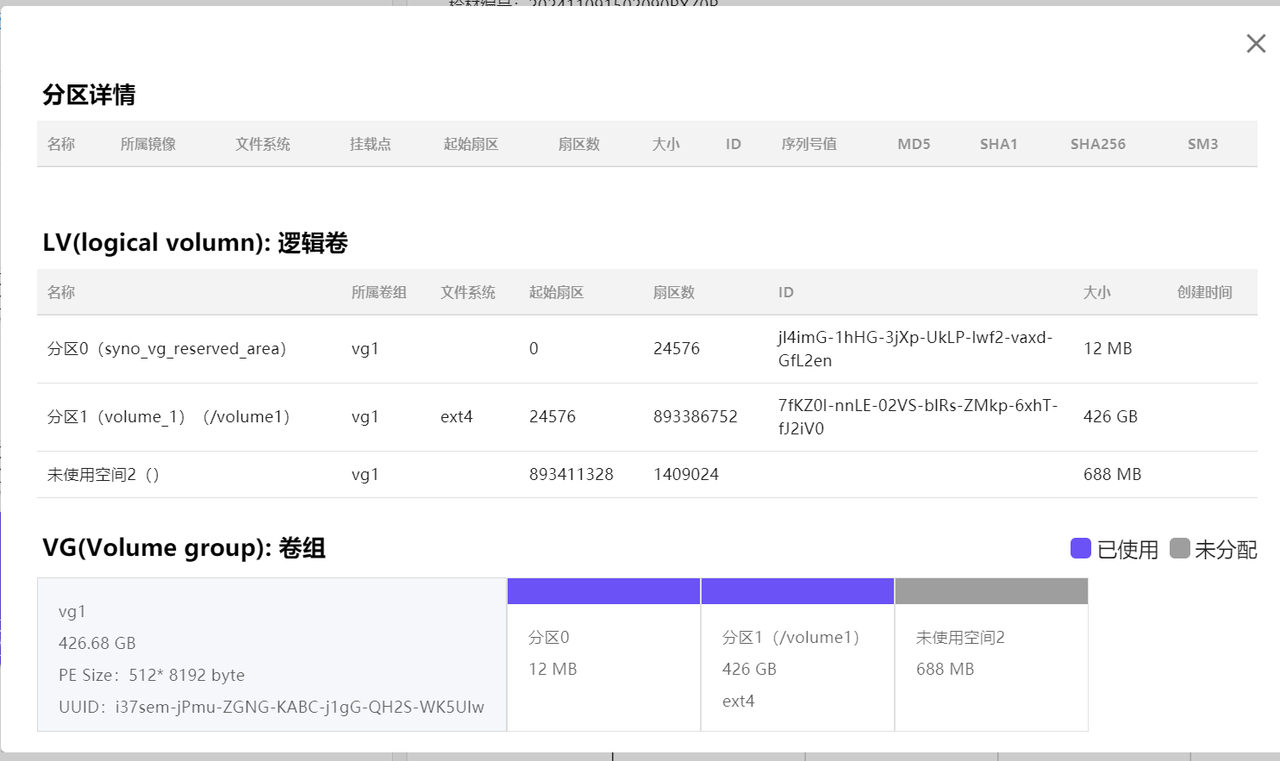 分区详情
名称 所属镜像 文件系统 挂载点 起始扇区 扇区数 大小 ID 序列号值 MD5 SHA1 SHA256 SM3
LV(logical volumn): 逻辑卷
名称 所属卷组 文件系统 起始扇区 扇区数 ID 大小 创建时间
分区0（syno_vg_reserved_area） vg1 0 24576 jI4imG-1hHG-3jXp-UkLP-lwf2-vaxd-GfL2en 12 MB
分区1（volume_1）（/volume1） vg1 ext4 24576 893386752 7fKZ0I-nnLE-02VS-bIRs-ZMkp-6xhT-fJ2iV0 426 GB
未使用空间2（） vg1 893411328 1409024 688 MB
VG(Volume group): 卷组
已使用 未分配
vg1
426.68 GB
PE Size：512* 8192 byte
UUID：i37sem-jPmu-ZGNG-KABC-j1gG-QH2S-WK5UIw
分区0
12 MB
分区1（/volume1）
426 GB
ext4
未使用空间2
688 MB